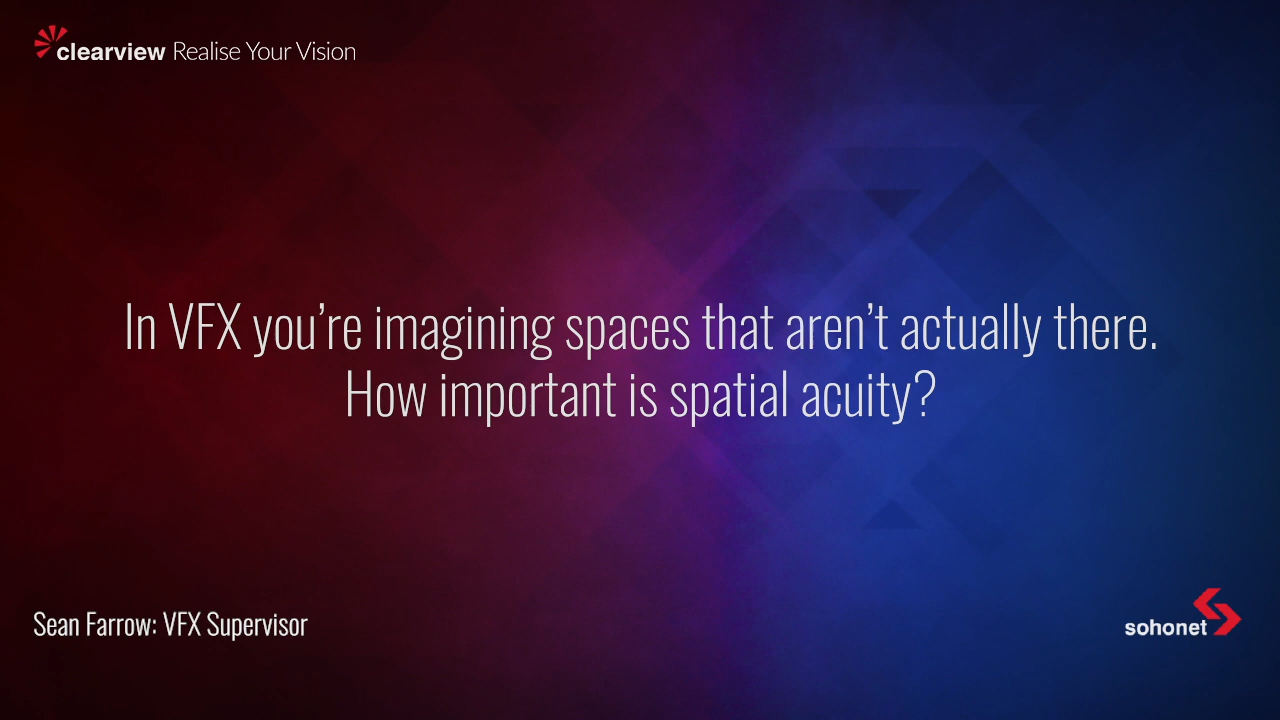 clearview Realise Your Vision
In VFX you’re imagining spaces that aren’t actually there.
How important is spatial acuity?
Sean Farrow: VFX Supervisor
sohonet